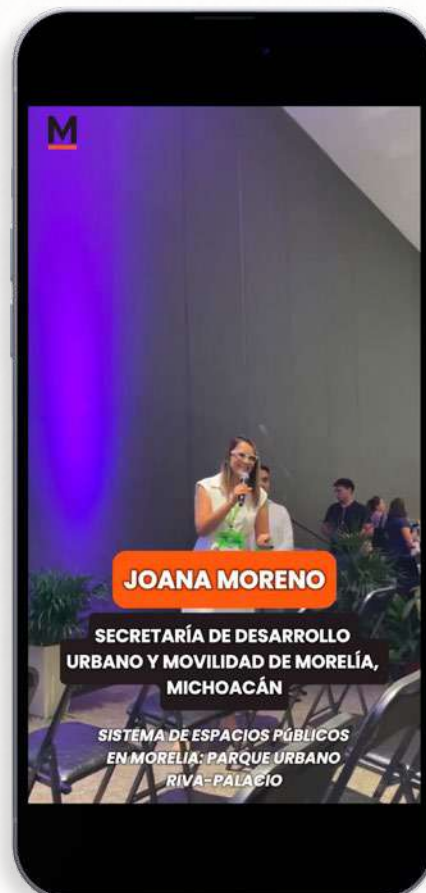 M
JOANA MORENO
SECRETARÍA DE DESARROLLO
URBANO Y MOVILIDAD DE MORELÍA,
MICHOACÁN
SISTEMA DE ESPACIOS PÚBLICOS
EN MORELIA: PARQUE URBANO
RIVA-PALACIO